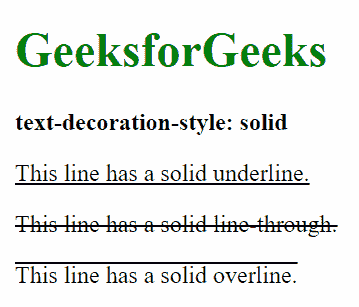 GeeksforGeeks
text-decoration-style: solid
This line has a solid underline.
This line has a solid line-through.
This line has a solid overline.